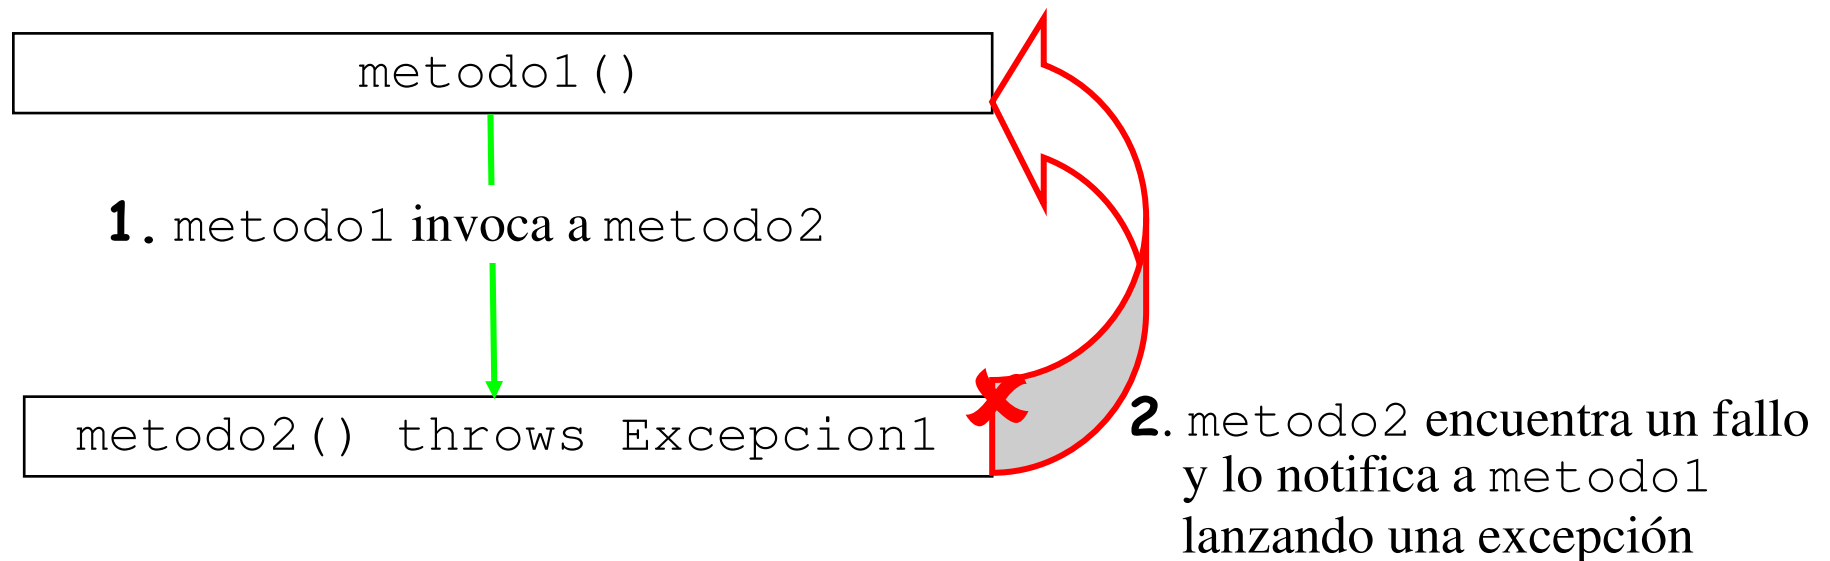 metodo1()
1. metodo1 invoca a metodo2
metodo2() throws Excepcion1
2. metodo2 encuentra un fallo
y lo notifica a metodo1
lanzando una excepción